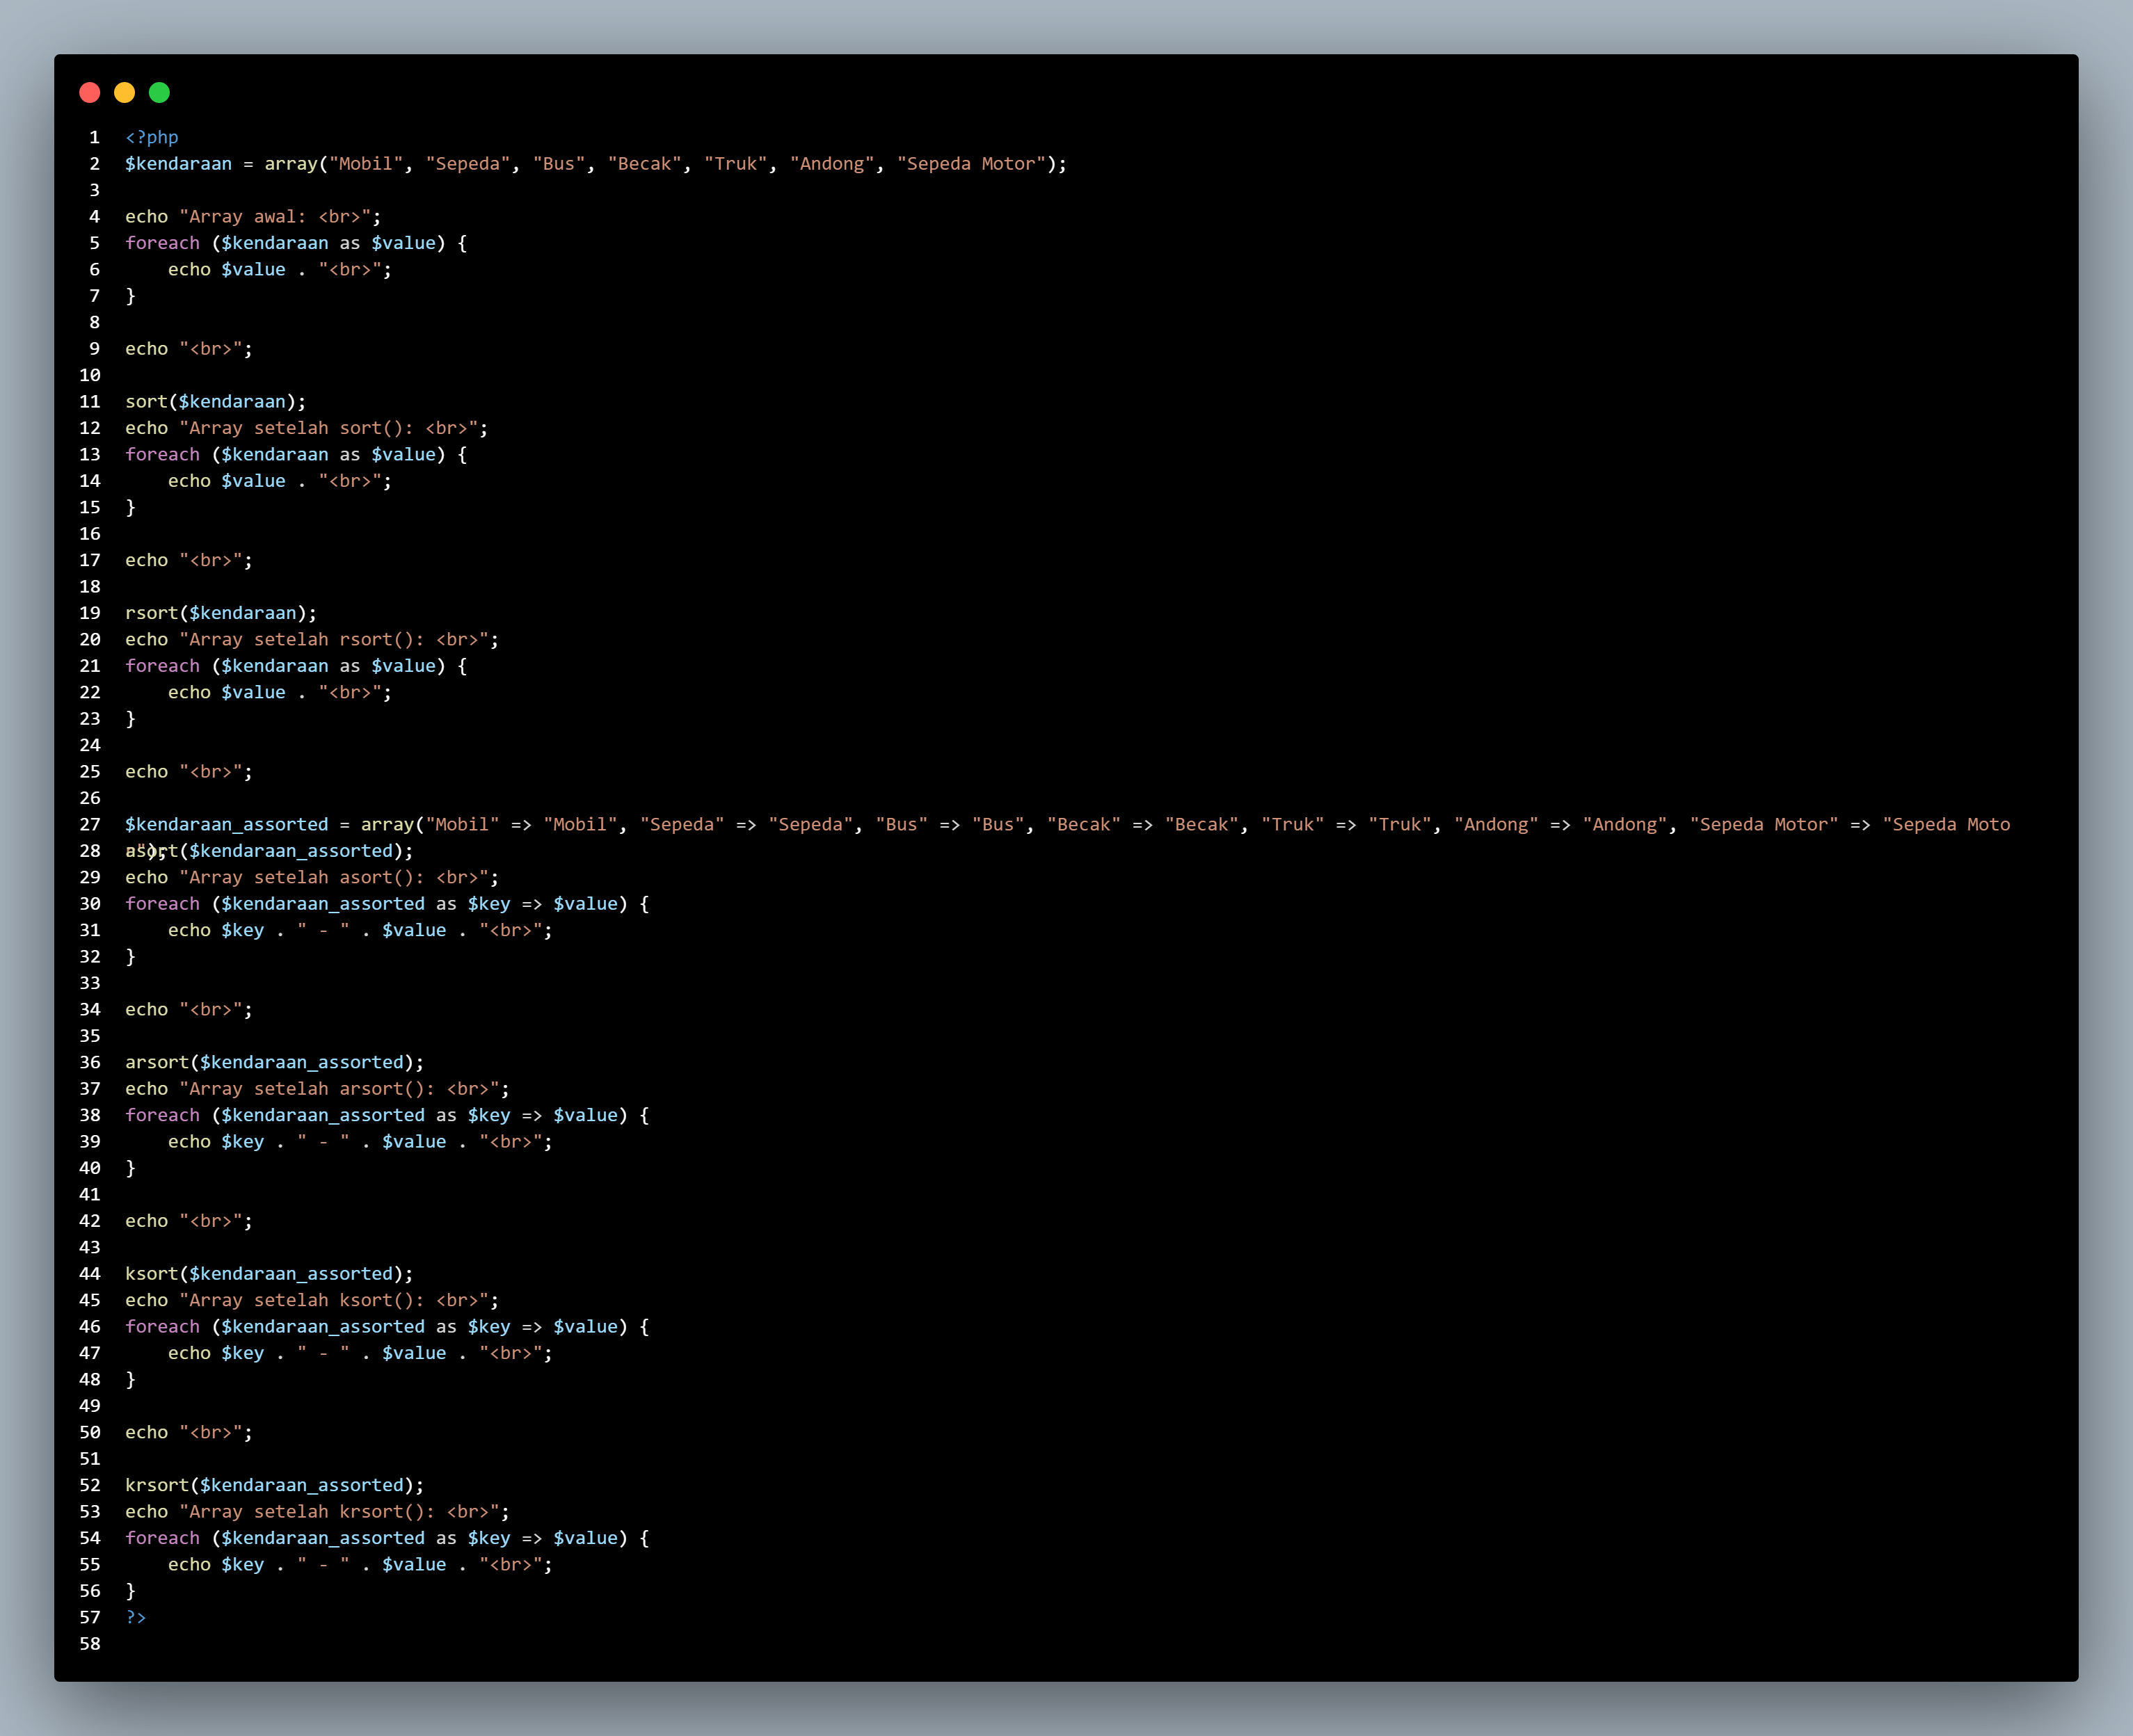 1 <?php
2 $kendaraan = array("Mobil", "Sepeda", "Bus", "Becak", "Truk", "Andong", "Sepeda Motor");
3
4 echo "Array awal: <br>";
5 foreach ($kendaraan as $value) {
6     echo $value . "<br>";
7 }
8
9 echo "<br>";
10
11 sort($kendaraan);
12 echo "Array setelah sort(): <br>";
13 foreach ($kendaraan as $value) {
14     echo $value . "<br>";
15 }
16
17 echo "<br>";
18
19 rsort($kendaraan);
20 echo "Array setelah rsort(): <br>";
21 foreach ($kendaraan as $value) {
22     echo $value . "<br>";
23 }
24
25 echo "<br>";
26
27 $kendaraan_assorted = array("Mobil" => "Mobil", "Sepeda" => "Sepeda", "Bus" => "Bus", "Becak" => "Becak", "Truk" => "Truk", "Andong" => "Andong", "Sepeda Motor" => "Sepeda Moto
r");
28 asort($kendaraan_assorted);
29 echo "Array setelah asort(): <br>";
30 foreach ($kendaraan_assorted as $key => $value) {
31     echo $key . " - " . $value . "<br>";
32 }
33
34 echo "<br>";
35
36 arsort($kendaraan_assorted);
37 echo "Array setelah arsort(): <br>";
38 foreach ($kendaraan_assorted as $key => $value) {
39     echo $key . " - " . $value . "<br>";
40 }
41
42 echo "<br>";
43
44 ksort($kendaraan_assorted);
45 echo "Array setelah ksort(): <br>";
46 foreach ($kendaraan_assorted as $key => $value) {
47     echo $key . " - " . $value . "<br>";
48 }
49
50 echo "<br>";
51
52 krsort($kendaraan_assorted);
53 echo "Array setelah krsort(): <br>";
54 foreach ($kendaraan_assorted as $key => $value) {
55     echo $key . " - " . $value . "<br>";
56 }
57 ?>
58